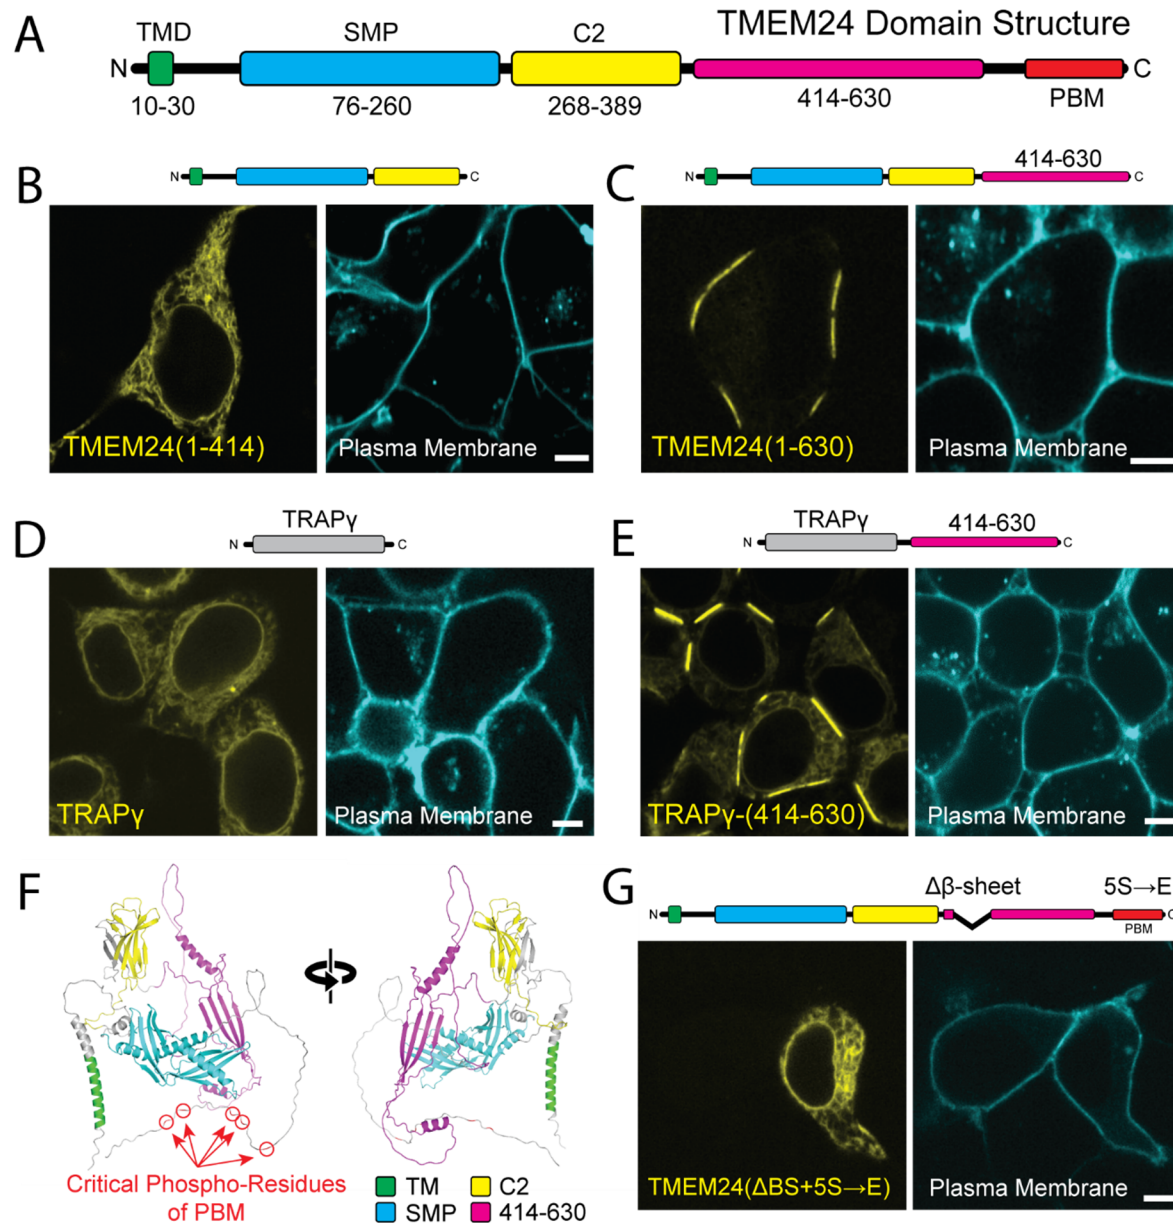 A
TMEM24 Domain Structure
TMD
SMP
C2
N
C
10-30
76-260
268-389
414-630
PBM
B
N
C
TMEM24(1-414)
Plasma Membrane
C
414-630
N
C
TMEM24(1-630)
Plasma Membrane
D
TRAPγ
N
C
TRAPγ
Plasma Membrane
E
TRAPγ
414-630
N
C
TRAPγ-(414-630)
Plasma Membrane
F
Critical Phospho-Residues
of PBM
TM
C2
SMP
414-630
G
Δβ-sheet
5S→E
N
C
PBM
TMEM24(ΔBS+5S→E)
Plasma Membrane